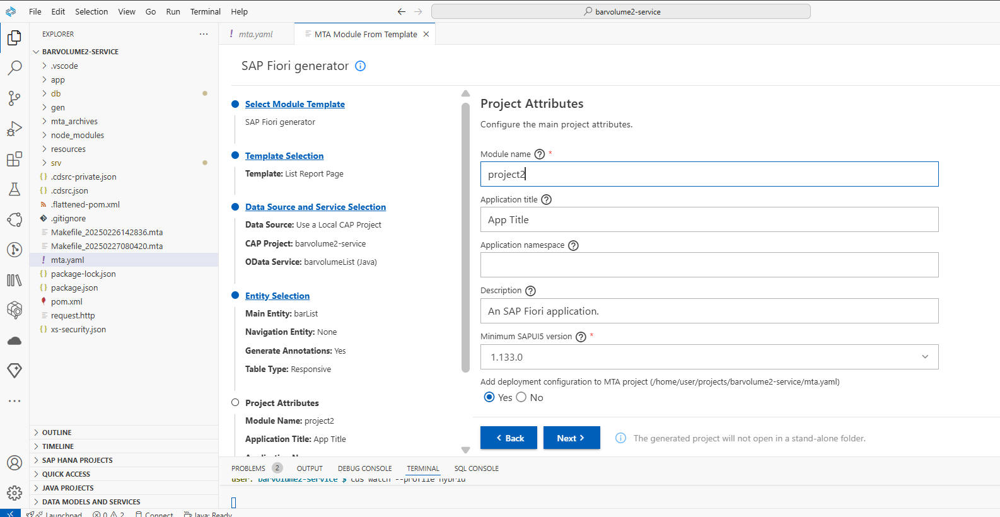 File Edit Selection View Go Run Terminal Help
barvolume2-service
EXPLORER
BARVOLUME2-SERVICE
.vscode
app
db
gen
mta_archives
node_modules
resources
srv
.cdsrc-private.json
.cdsrc.json
.flattened-pom.xml
.gitignore
Makefile_20250226142836.mta
Makefile_20250227080420.mta
mta.yaml
package-lock.json
package.json
pom.xml
request.http
xs-security.json
OUTLINE
TIMELINE
SAP HANA PROJECTS
QUICK ACCESS
JAVA PROJECTS
DATA MODELS AND SERVICES
mta.yaml
MTA Module From Template
SAP Fiori generator
Select Module Template
SAP Fiori generator
Template Selection
Template: List Report Page
Data Source and Service Selection
Data Source: Use a Local CAP Project
CAP Project: barvolume2-service
OData Service: barvolumeList (Java)
Entity Selection
Main Entity: barList
Navigation Entity: None
Generate Annotations: Yes
Table Type: Responsive
Project Attributes
Module Name: project2
Application Title: App Title
Project Attributes
Configure the main project attributes.
Module name *
project2
Application title
App Title
Application namespace
Description
An SAP Fiori application.
Minimum SAPUI5 version *
1.133.0
Add deployment configuration to MTA project (/home/user/projects/barvolume2-service/mta.yaml)
Yes No
Back Next The generated project will not open in a stand-alone folder.
PROBLEMS 2 OUTPUT DEBUG CONSOLE TERMINAL SQL CONSOLE
user: barvolume2-service $ cds watch --profile hybrid
Launchpad 0 2 Connect Java: Ready